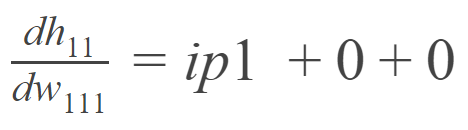 dh₁₁/dw₁₁₁ = ip1 + 0 + 0